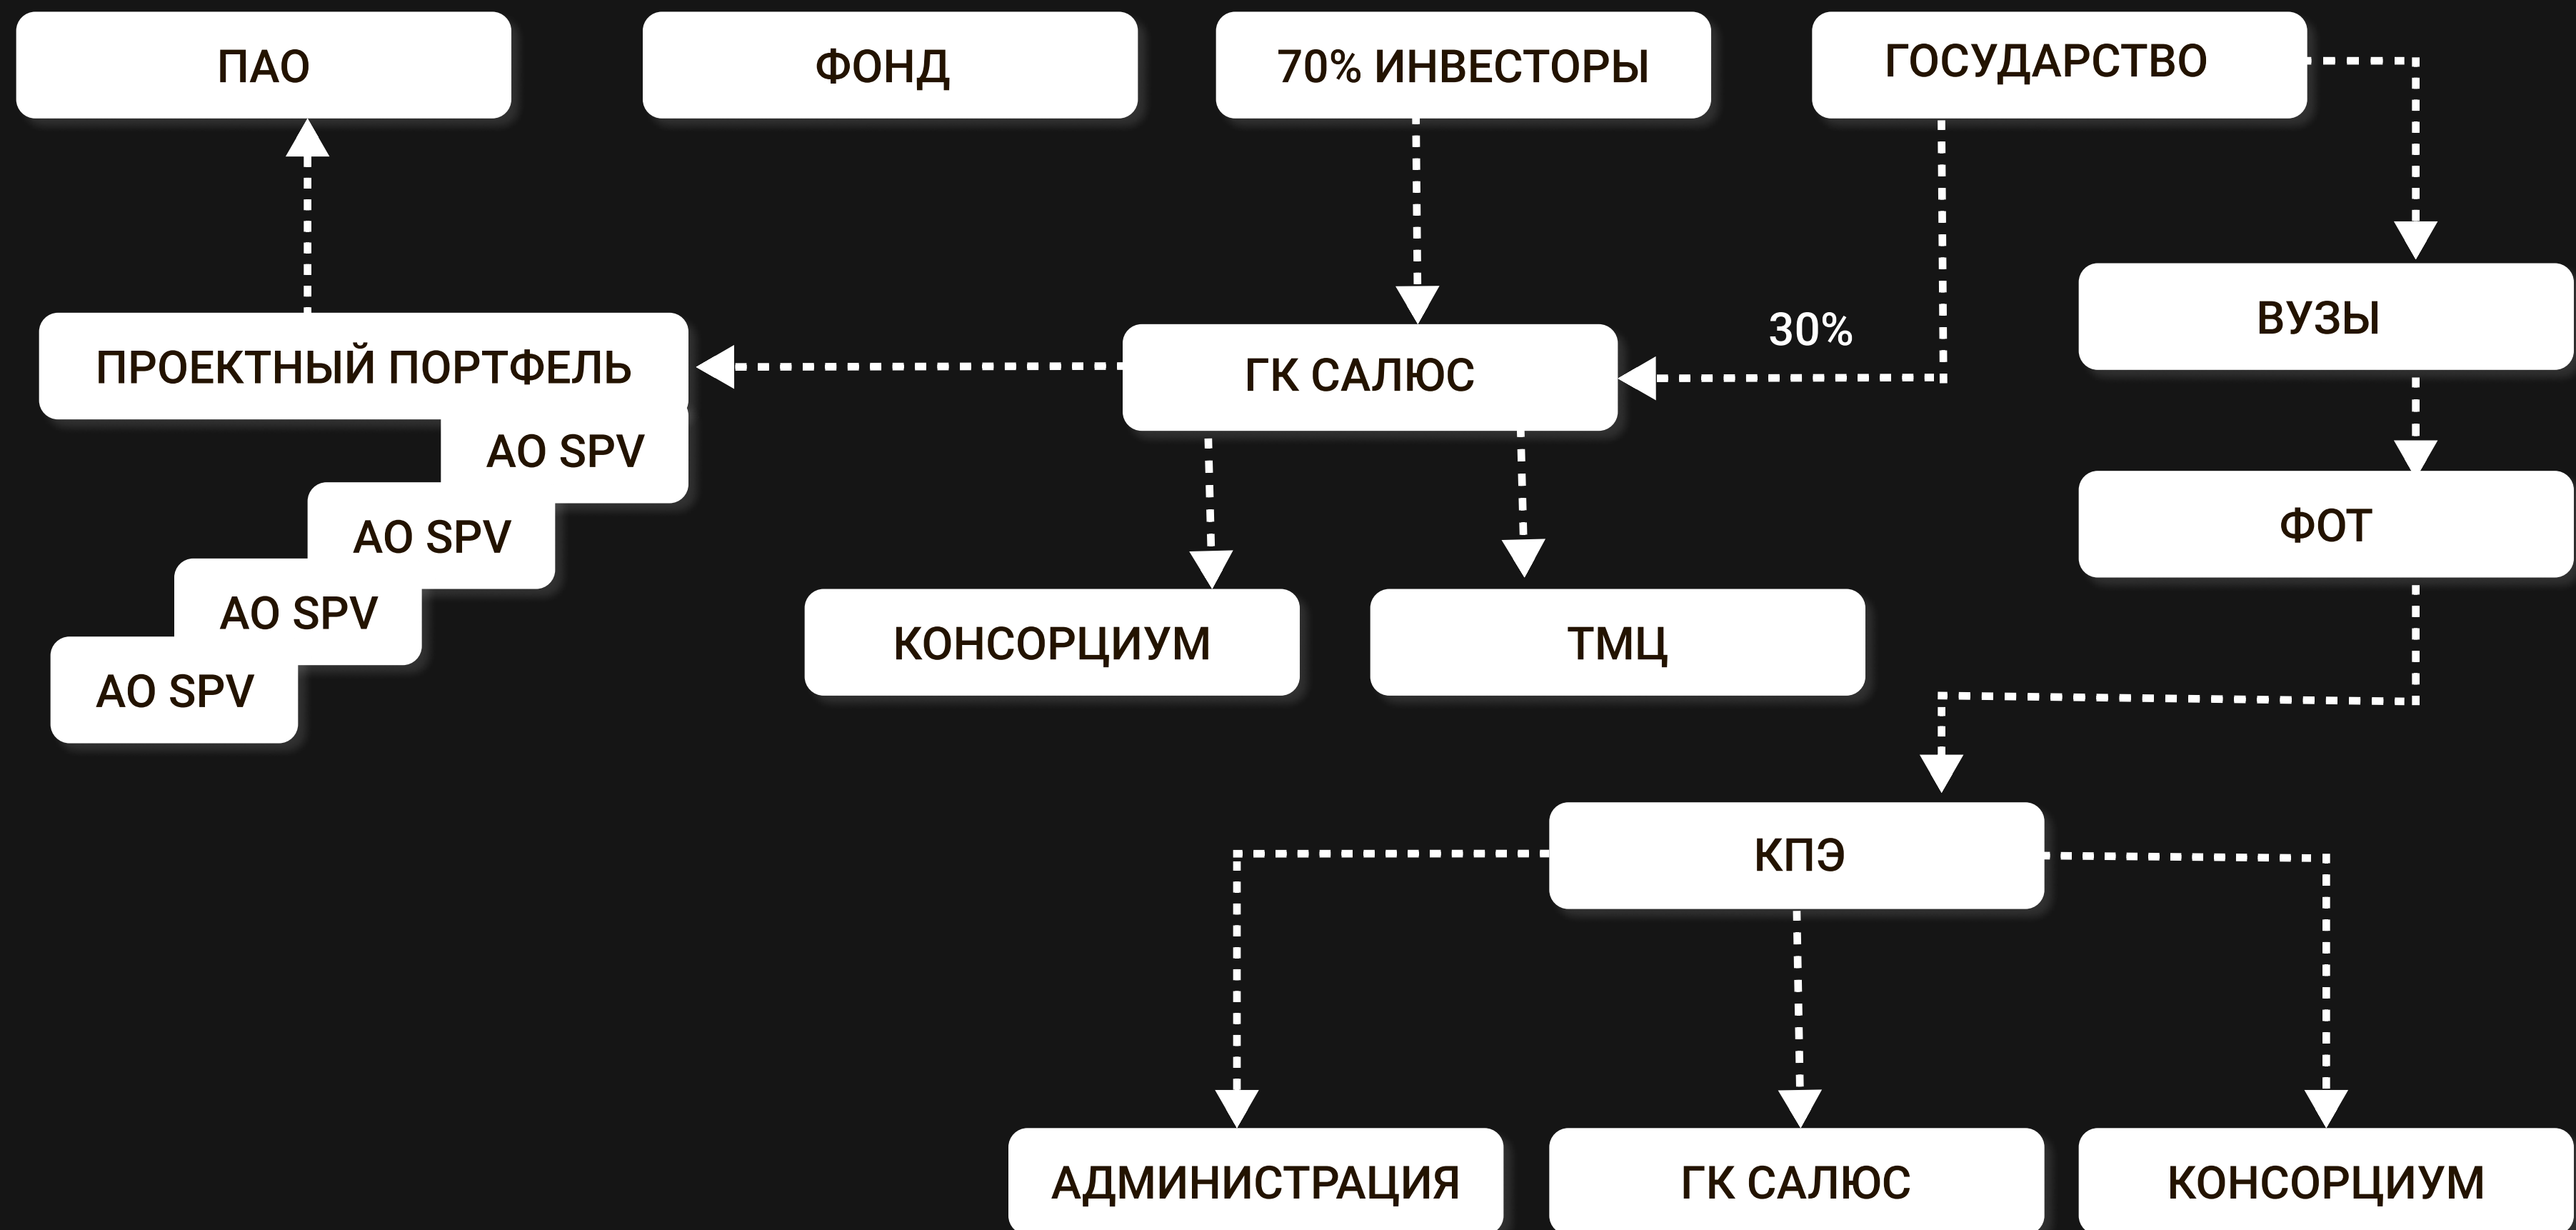 ПАО
ФОНД
70% ИНВЕСТОРЫ
ГОСУДАРСТВО
ВУЗЫ
30%
ПРОЕКТНЫЙ ПОРТФЕЛЬ
ГК САЛЮС
АО SPV
ФОТ
АО SPV
АО SPV
КОНСОРЦИУМ
ТМЦ
АО SPV
КПЭ
АДМИНИСТРАЦИЯ
ГК САЛЮС
КОНСОРЦИУМ